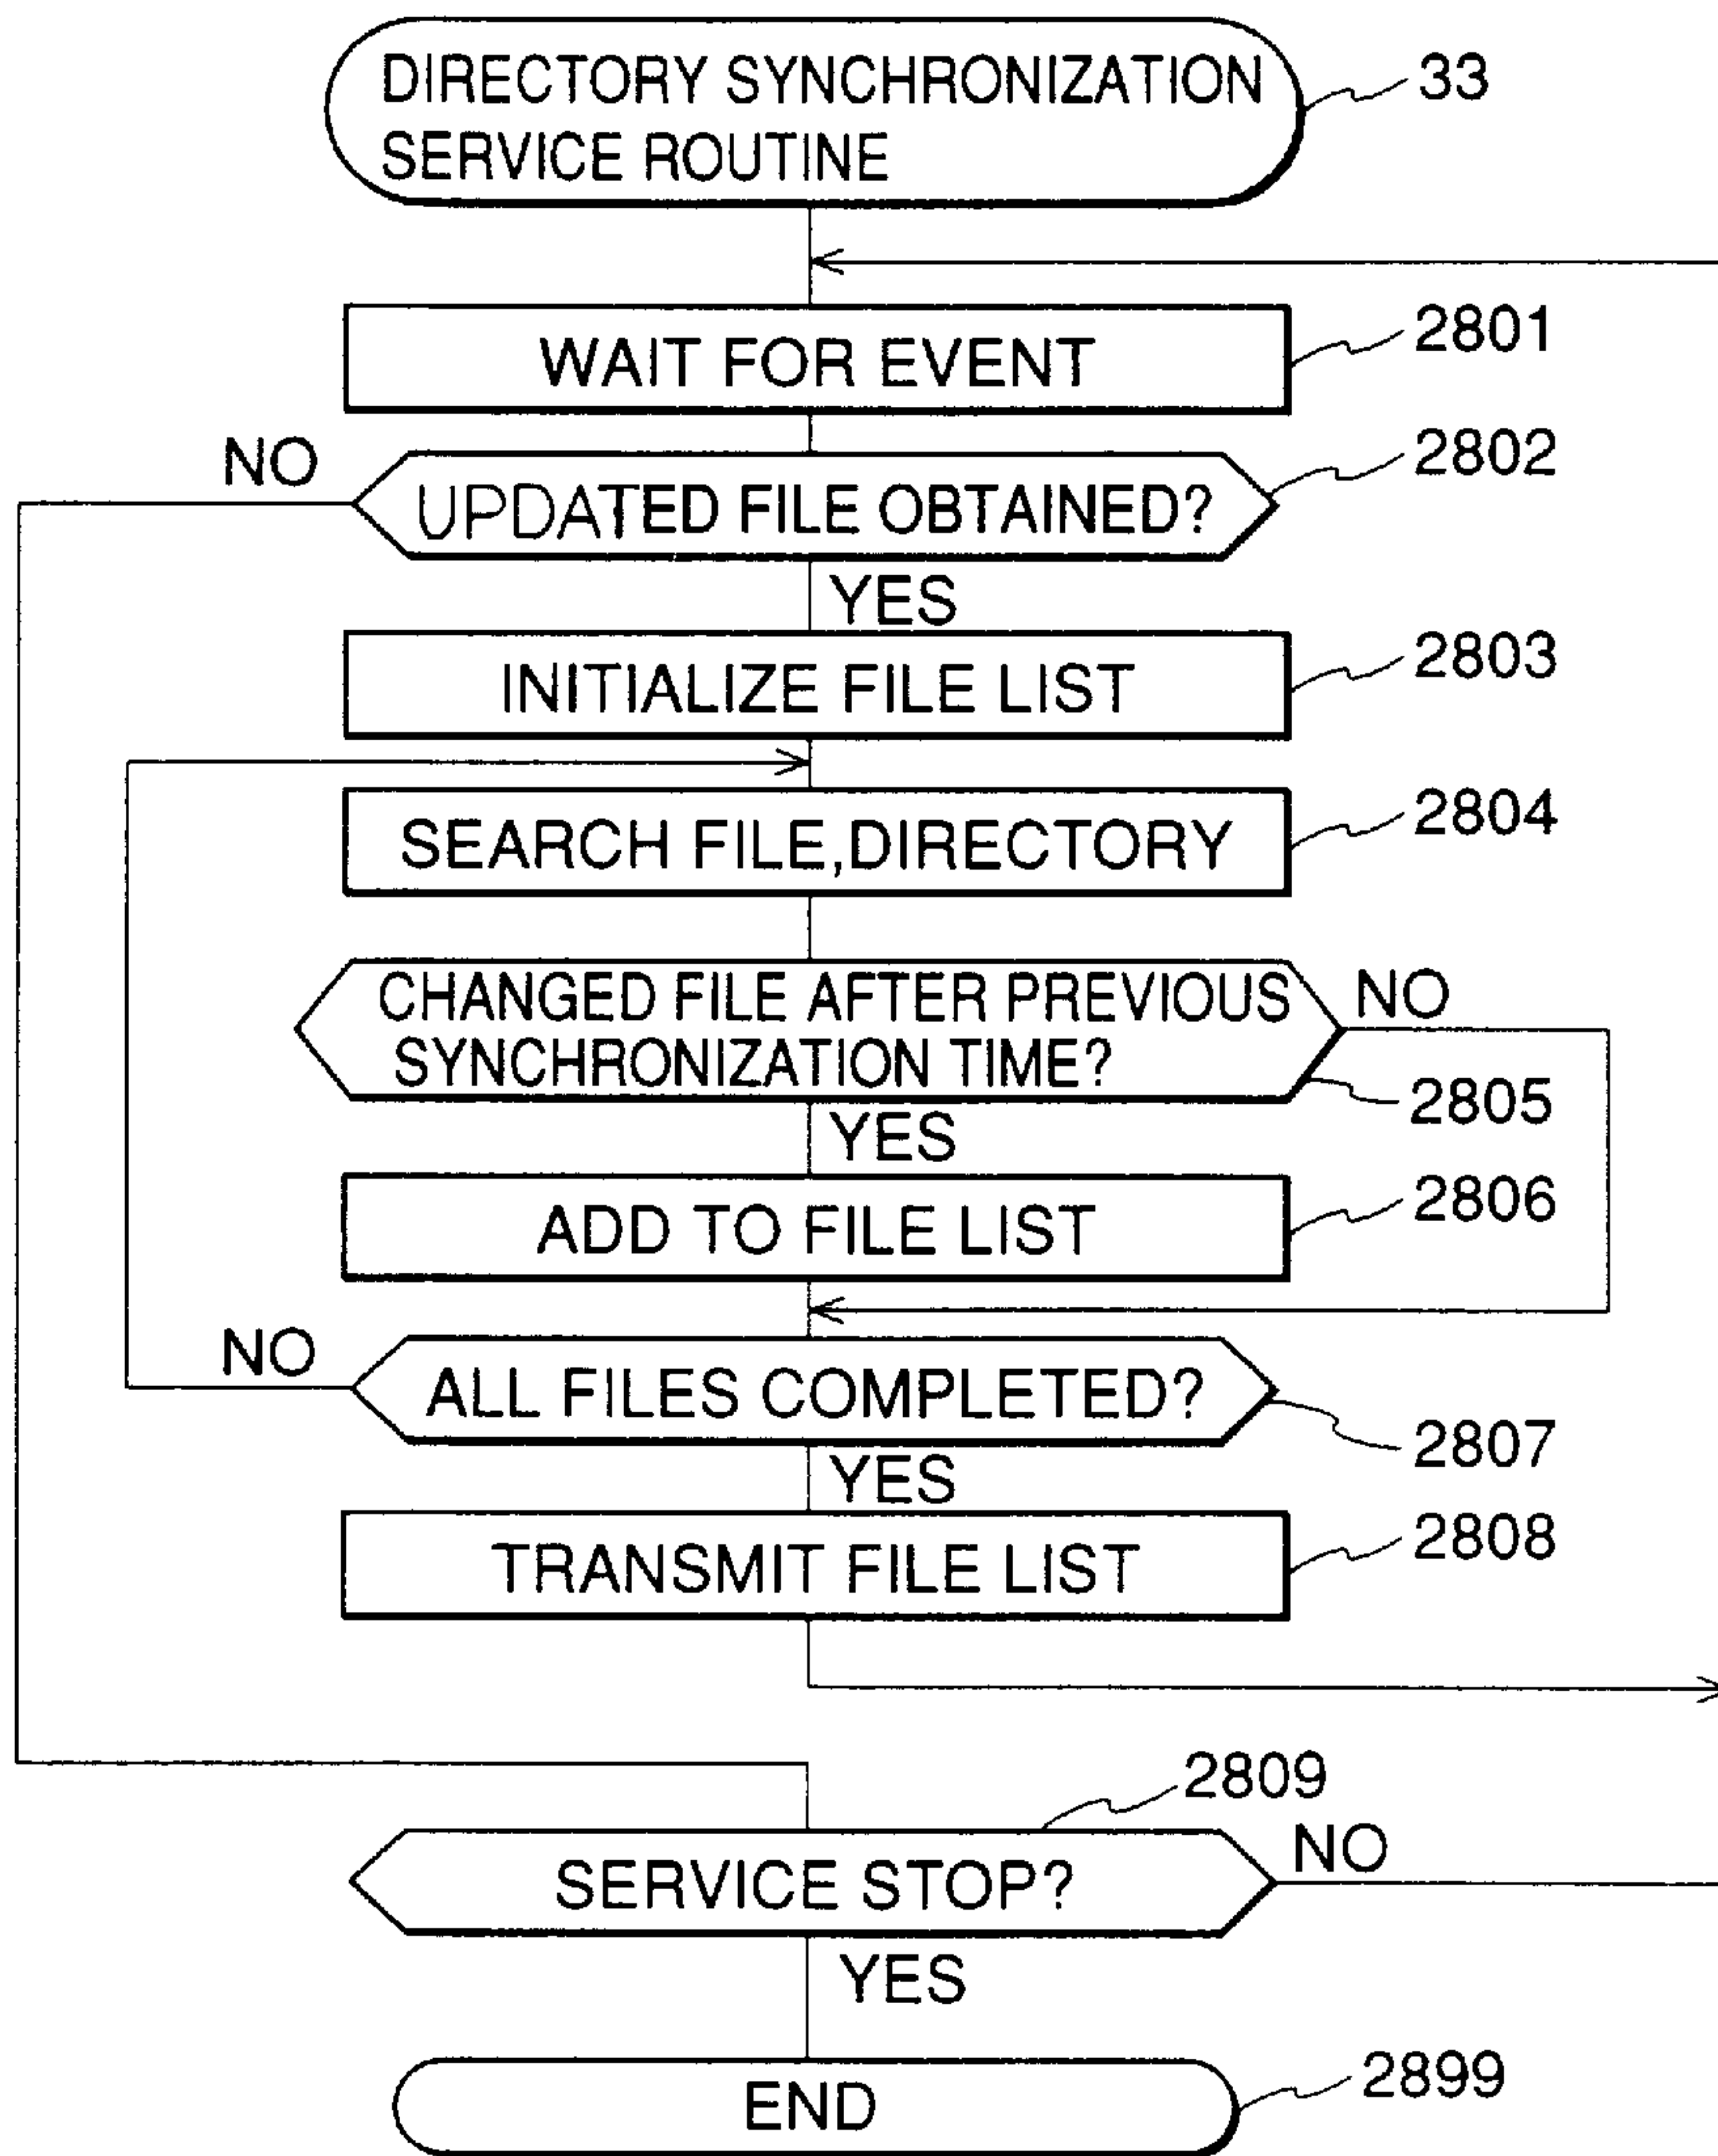 DIRECTORY SYNCHRONIZATION
SERVICE ROUTINE
33
WAIT FOR EVENT
2801
NO
UPDATED FILE OBTAINED?
2802
YES
INITIALIZE FILE LIST
2803
SEARCH FILE,DIRECTORY
2804
CHANGED FILE AFTER PREVIOUS
SYNCHRONIZATION TIME?
NO
2805
YES
ADD TO FILE LIST
2806
NO
ALL FILES COMPLETED?
2807
YES
TRANSMIT FILE LIST
2808
2809
SERVICE STOP?
NO
YES
END
2899